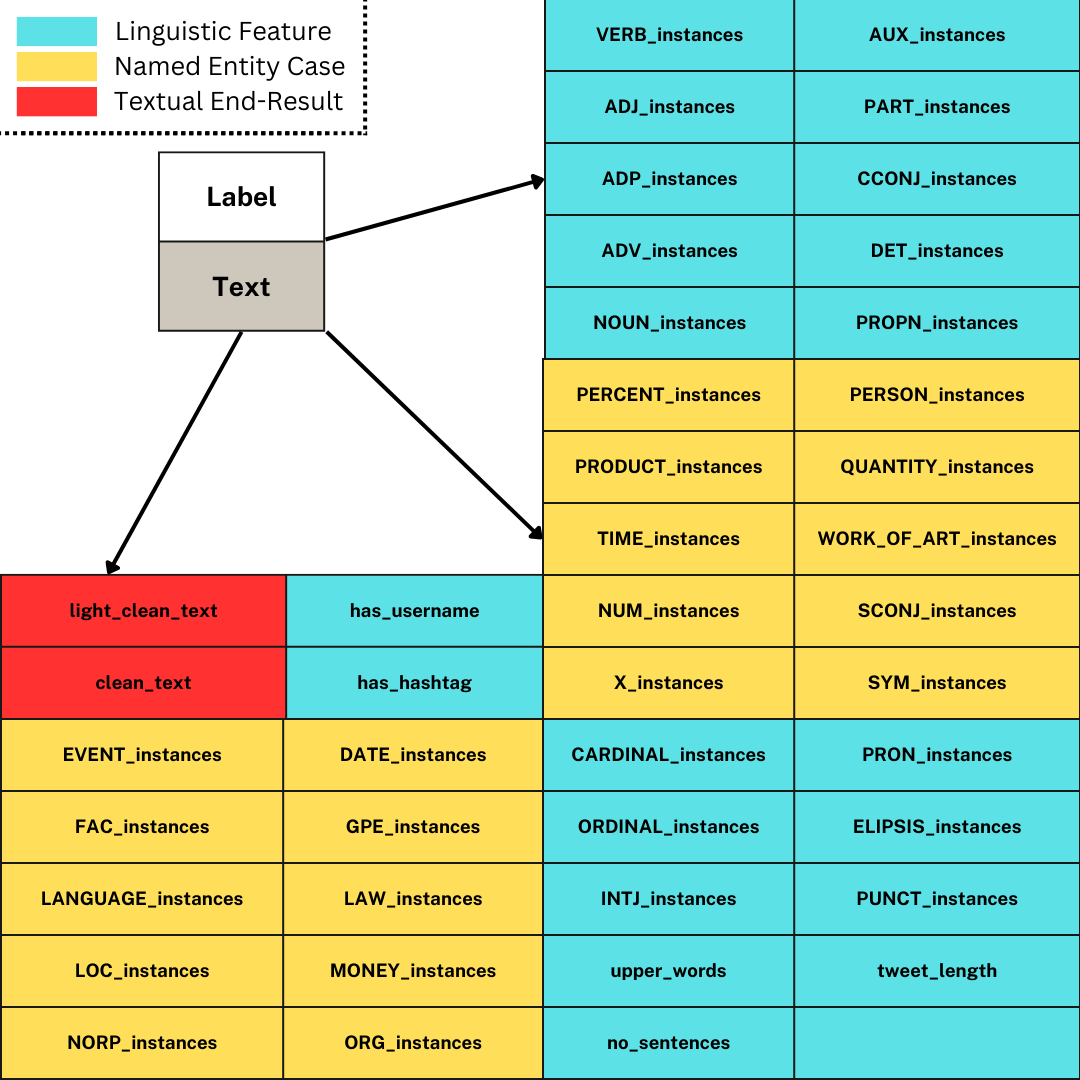 Linguistic Feature
Named Entity Case
Textual End-Result
Label
Text
VERB_instances AUX_instances
ADJ_instances PART_instances
ADP_instances CCONJ_instances
ADV_instances DET_instances
NOUN_instances PROPN_instances
PERCENT_instances PERSON_instances
PRODUCT_instances QUANTITY_instances
TIME_instances WORK_OF_ART_instances
light_clean_text has_username NUM_instances SCONJ_instances
clean_text has_hashtag X_instances SYM_instances
EVENT_instances DATE_instances CARDINAL_instances PRON_instances
FAC_instances GPE_instances ORDINAL_instances ELIPSIS_instances
LANGUAGE_instances LAW_instances INTJ_instances PUNCT_instances
LOC_instances MONEY_instances upper_words tweet_length
NORP_instances ORG_instances no_sentences